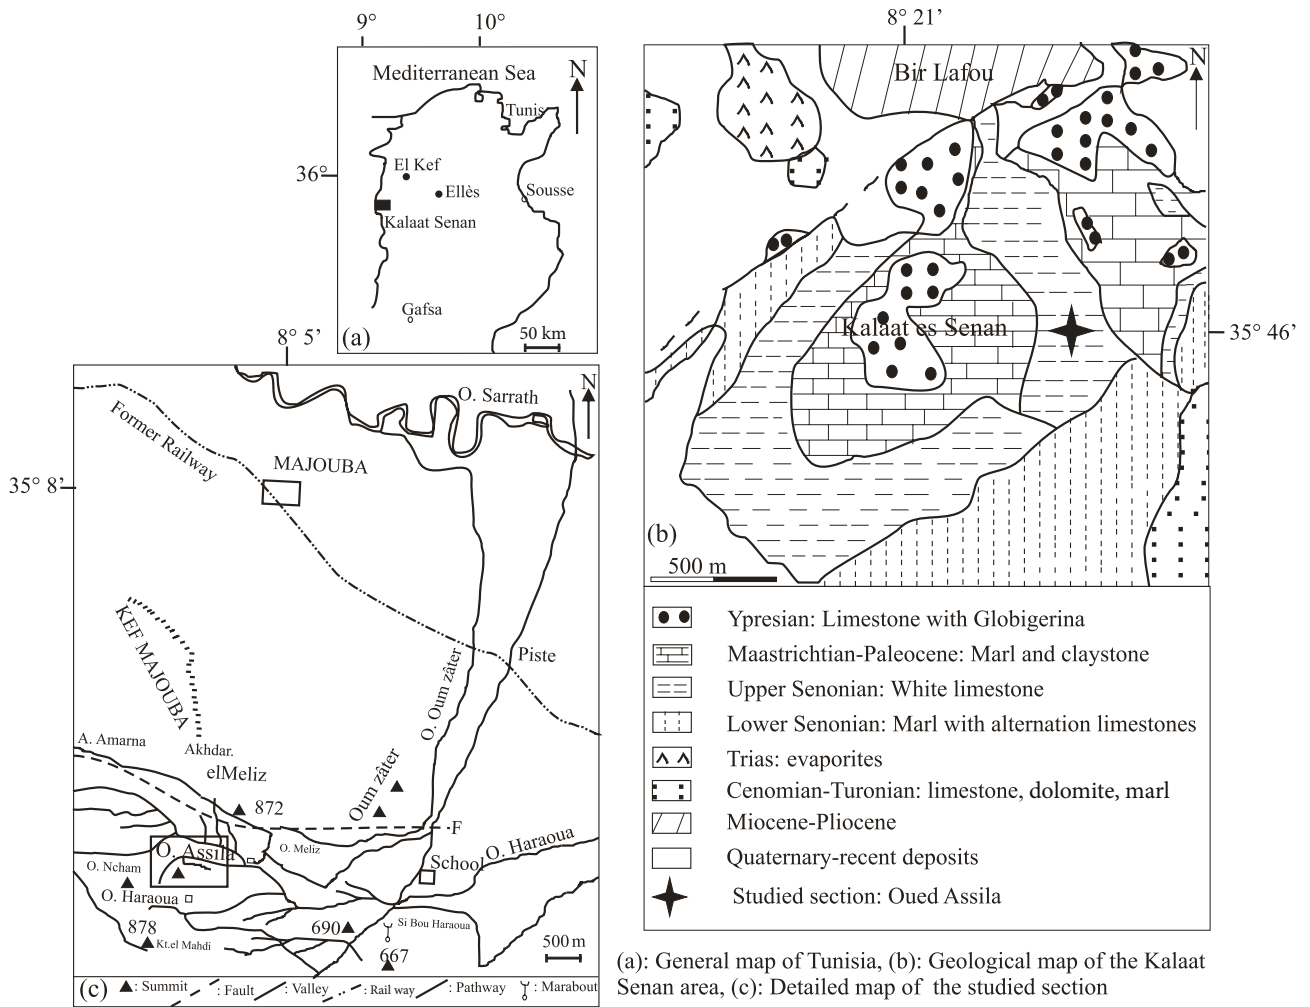 9°
10°
Mediterranean Sea
N
Tunis
36°
El Kef
Ellès
Sousse
Kalaat Senan
Gafsa
(a)
50 km
8° 21’
Bir Lafou
N
Kalaat es Senan
35° 46’
(b)
500 m
Ypresian: Limestone with Globigerina
Maastrichtian-Paleocene: Marl and claystone
Upper Senonian: White limestone
Lower Senonian: Marl with alternation limestones
Trias: evaporites
Cenomian-Turonian: limestone, dolomite, marl
Miocene-Pliocene
Quaternary-recent deposits
Studied section: Oued Assila
8° 5’
N
O. Sarrath
Former Railway
MAJOUBA
35° 8’
KEF MAJOUBA
Piste
O. Oum zâter
A. Amarna
Akhdar.
elMeliz
Oum zâter
872
F
O. Meliz
O. Haraoua
O. Assila
School
O. Ncham
O. Haraoua
878
Kt.el Mahdi
690
Si Bou Haraoua
667
500 m
(c)
: Summit
: Fault
: Valley
: Rail way
: Pathway
: Marabout
(a): General map of Tunisia, (b): Geological map of the Kalaat
Senan area, (c): Detailed map of the studied section